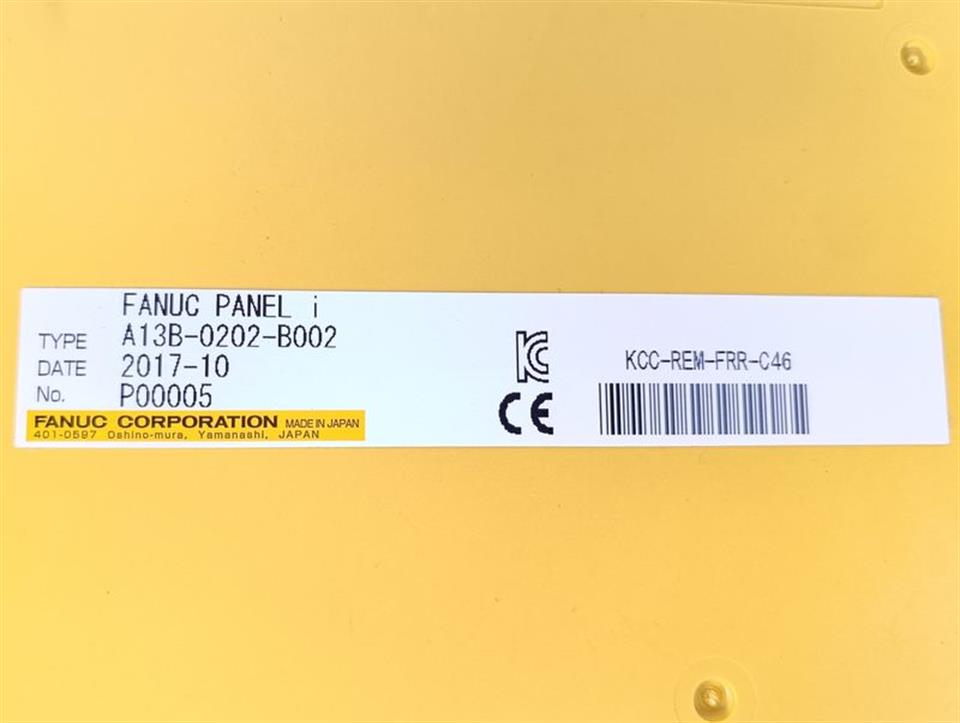 FANUC PANEL i
TYPE A13B-0202-B002
DATE 2017-10
No. P00005
FANUC CORPORATION MADE IN JAPAN
401-0597 Oshino-mura, Yamanashi, JAPAN
KC
CE
KCC-REM-FRR-C46